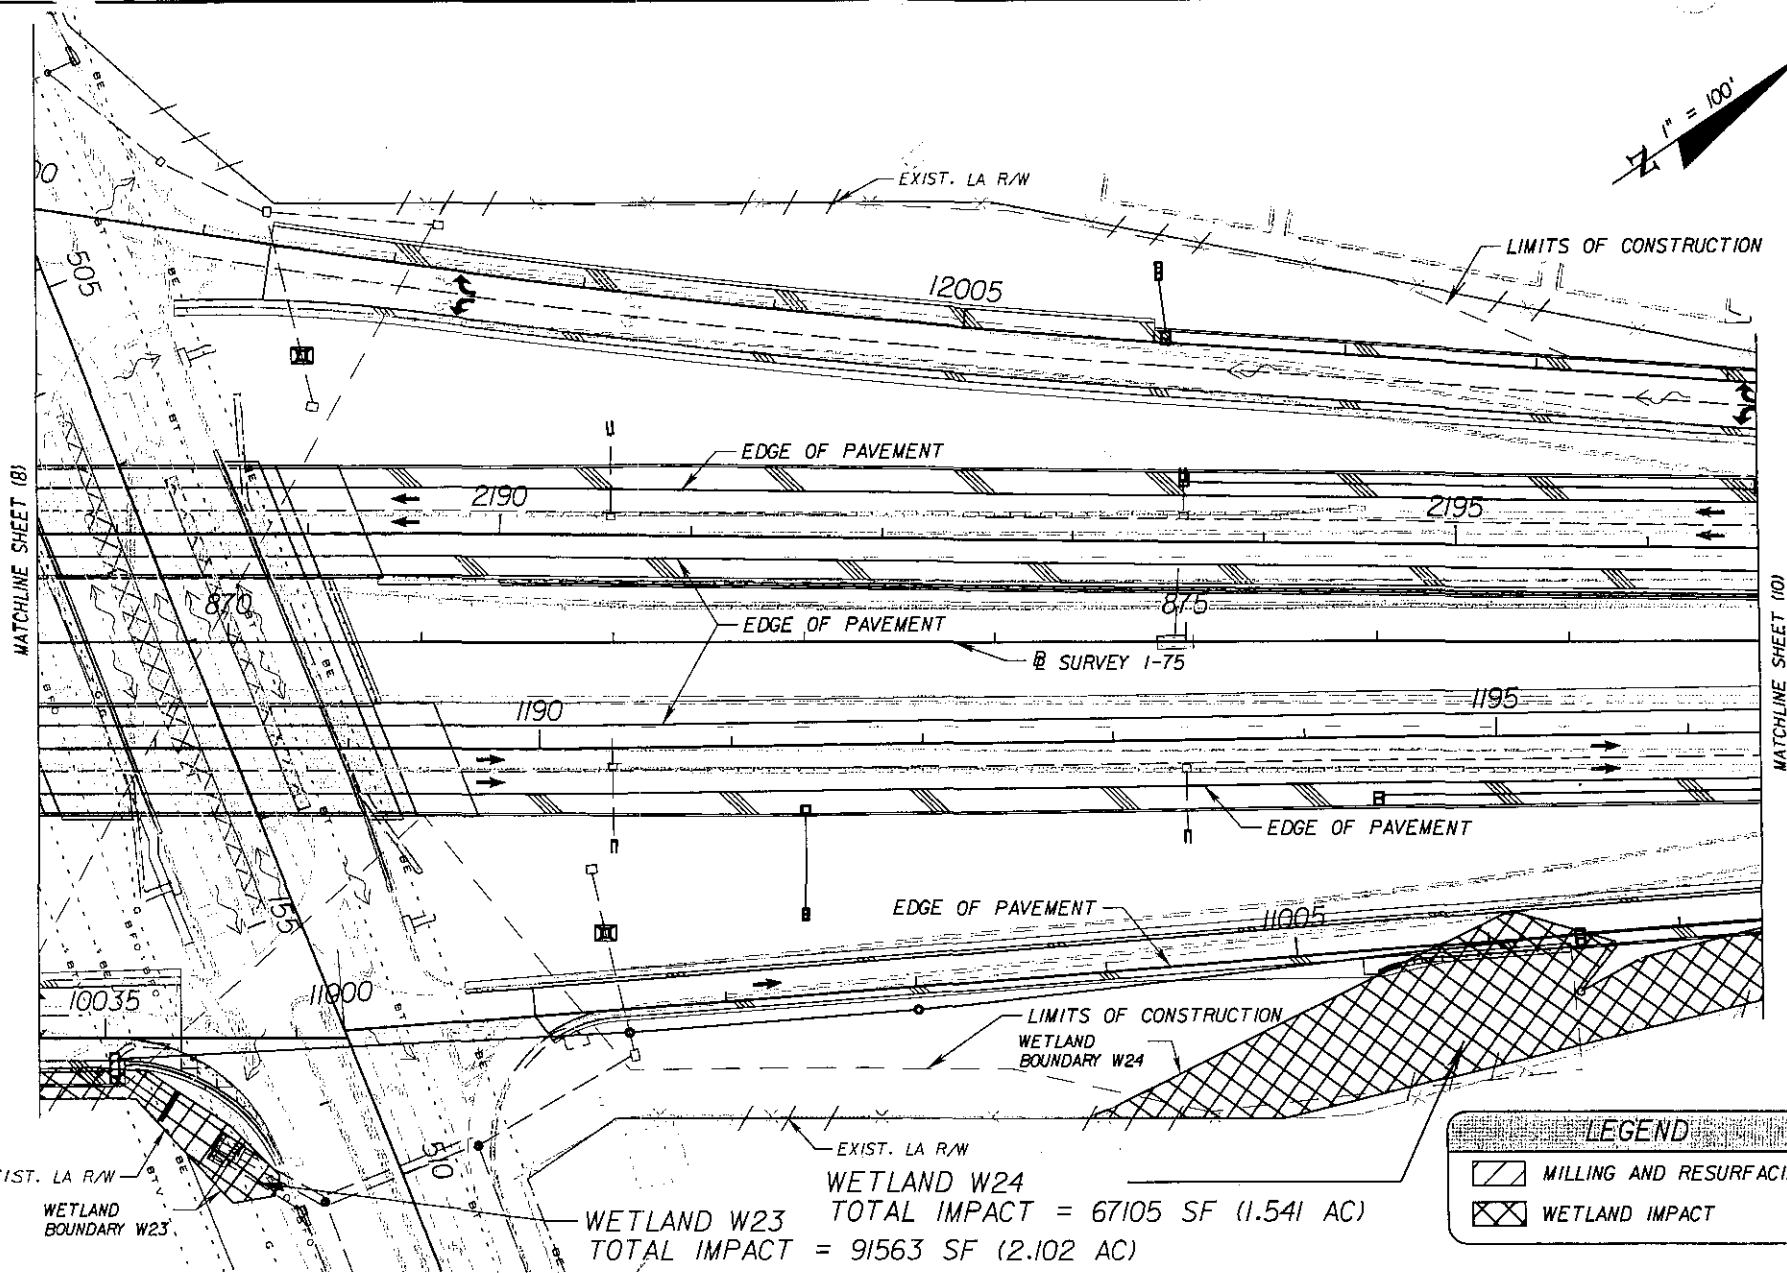 1" = 100'
N
EXIST. LA R/W
LIMITS OF CONSTRUCTION
505
12005
BE
BT
EDGE OF PAVEMENT
2190
2195
MATCHLINE SHEET (8)
870
875
EDGE OF PAVEMENT
BL SURVEY I-75
MATCHLINE SHEET (10)
1190
1195
EDGE OF PAVEMENT
155
EDGE OF PAVEMENT
11005
10035
11000
LIMITS OF CONSTRUCTION
WETLAND
BOUNDARY W24
510
EXIST. LA R/W
IST. LA R/W
WETLAND
BOUNDARY W23
WETLAND W24
TOTAL IMPACT = 67105 SF (1.541 AC)
WETLAND W23
TOTAL IMPACT = 91563 SF (2.102 AC)
LEGEND
MILLING AND RESURFACI
WETLAND IMPACT